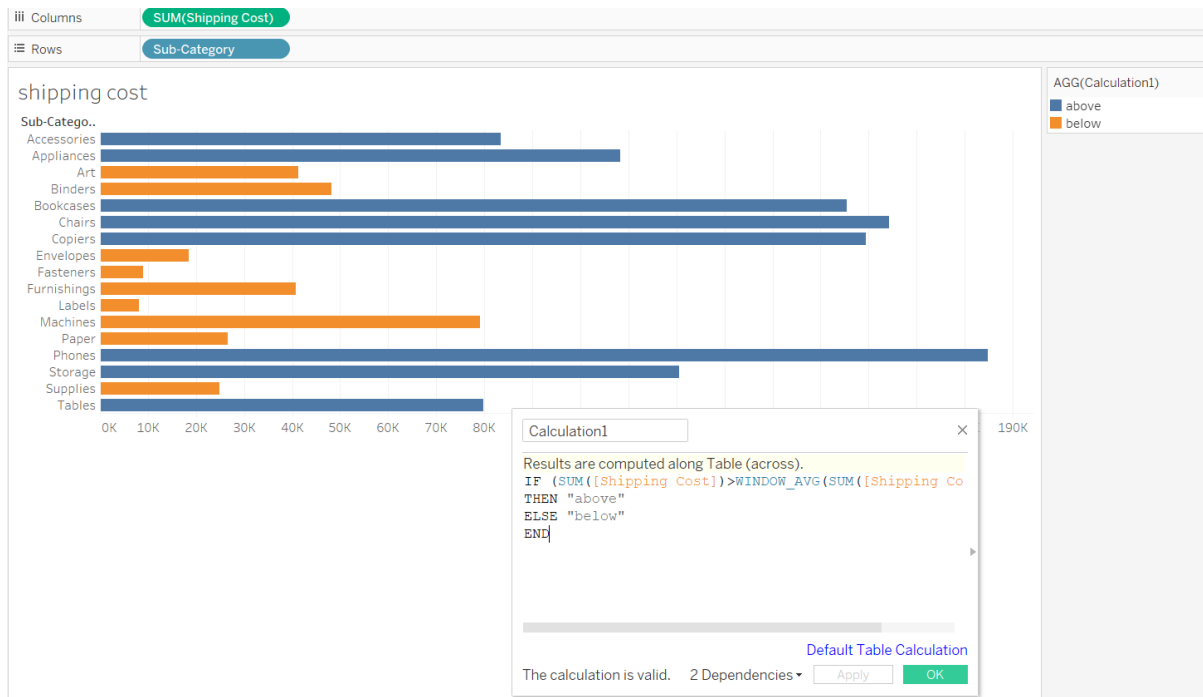 Columns
SUM(Shipping Cost)
Rows
Sub-Category
shipping cost
Sub-Catego..
Accessories
Appliances
Art
Binders
Bookcases
Chairs
Copiers
Envelopes
Fasteners
Furnishings
Labels
Machines
Paper
Phones
Storage
Supplies
Tables
0K 10K 20K 30K 40K 50K 60K 70K 80K 190K
AGG(Calculation1)
above
below
Calculation1
Results are computed along Table (across).
IF (SUM([Shipping Cost])>WINDOW_AVG(SUM([Shipping Co
THEN "above"
ELSE "below"
END
Default Table Calculation
The calculation is valid. 2 Dependencies Apply OK